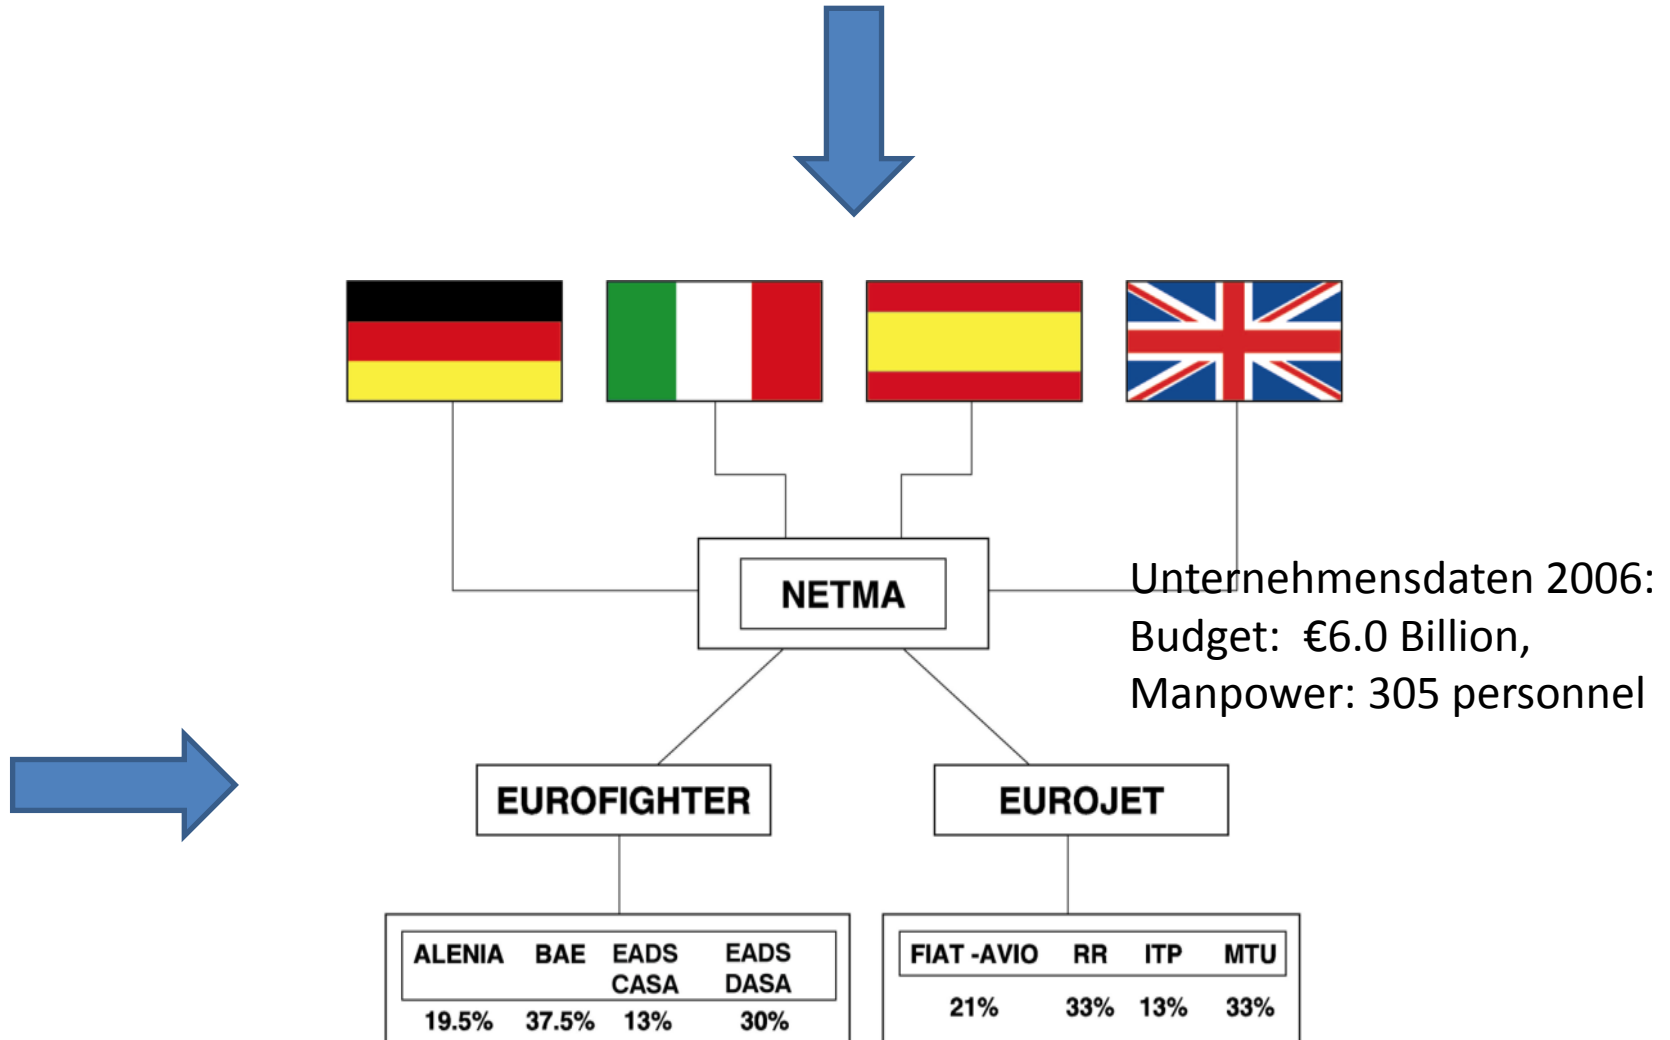 NETMA
Unternehmensdaten 2006:
Budget: €6.0 Billion,
Manpower: 305 personnel
EUROFIGHTER
EUROJET
ALENIA BAE EADS CASA EADS DASA
19.5% 37.5% 13% 30%
FIAT -AVIO RR ITP MTU
21% 33% 13% 33%